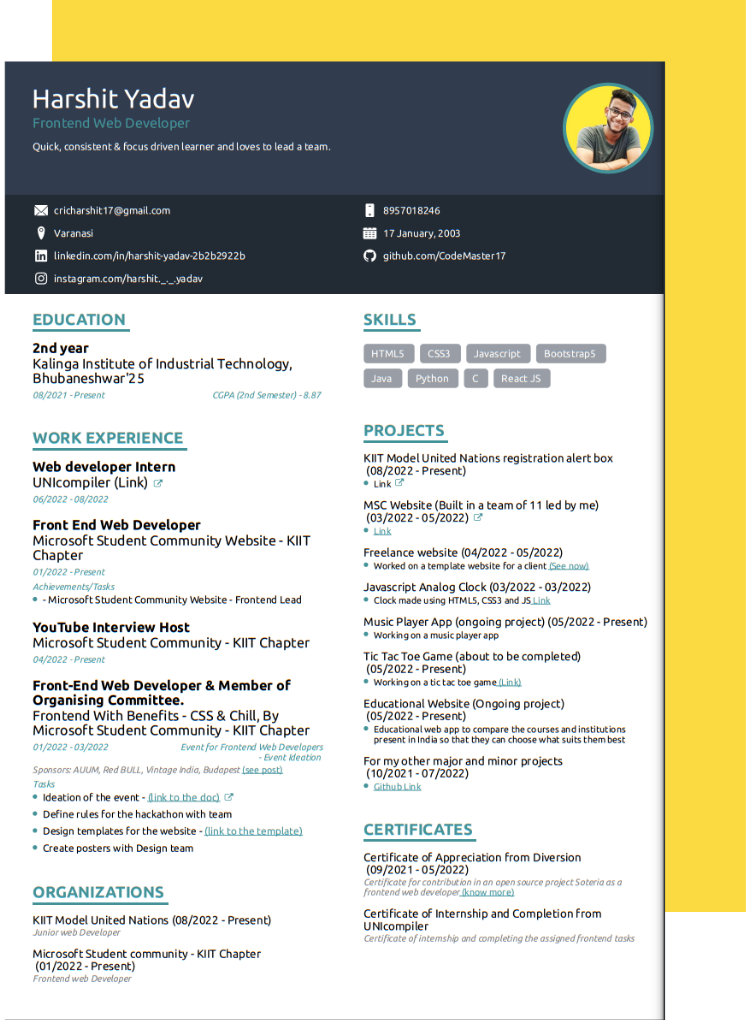 Harshit Yadav
Frontend Web Developer
Quick, consistent & focus driven learner and loves to lead a team.
cricharshit17@gmail.com
8957018246
Varanasi
17 January, 2003
linkedin.com/in/harshit-yadav-2b2b2922b
github.com/CodeMaster17
instagram.com/harshit._._.yadav
EDUCATION
2nd year
Kalinga Institute of Industrial Technology,
Bhubaneshwar'25
08/2021 - Present
CGPA (2nd Semester) - 8.87
WORK EXPERIENCE
Web developer Intern
UNIcompiler (Link)
06/2022 - 08/2022
Front End Web Developer
Microsoft Student Community Website - KIIT
Chapter
01/2022 - Present
Achievements/Tasks
- Microsoft Student Community Website - Frontend Lead
YouTube Interview Host
Microsoft Student Community - KIIT Chapter
04/2022 - Present
Front-End Web Developer & Member of
Organising Committee.
Frontend With Benefits - CSS & Chill, By
Microsoft Student Community - KIIT Chapter
01/2022 - 03/2022
Event for Frontend Web Developers
- Event Ideation
Sponsors: AUUM, Red BULL, Vintage India, Budapest (see post)
Tasks
Ideation of the event - (link to the doc)
Define rules for the hackathon with team
Design templates for the website - (link to the template)
Create posters with Design team
ORGANIZATIONS
KIIT Model United Nations (08/2022 - Present)
Junior web Developer
Microsoft Student community - KIIT Chapter
(01/2022 - Present)
Frontend web Developer
SKILLS
HTML5 CSS3 Javascript Bootstrap5
Java Python C React JS
PROJECTS
KIIT Model United Nations registration alert box
(08/2022 - Present)
Link
MSC Website (Built in a team of 11 led by me)
(03/2022 - 05/2022)
Link
Freelance website (04/2022 - 05/2022)
Worked on a template website for a client (See now)
Javascript Analog Clock (03/2022 - 03/2022)
Clock made using HTML5, CSS3 and JS Link
Music Player App (ongoing project) (05/2022 - Present)
Working on a music player app
Tic Tac Toe Game (about to be completed)
(05/2022 - Present)
Working on a tic tac toe game (Link)
Educational Website (Ongoing project)
(05/2022 - Present)
Educational web app to compare the courses and institutions
present in India so that they can choose what suits them best
For my other major and minor projects
(10/2021 - 07/2022)
Github Link
CERTIFICATES
Certificate of Appreciation from Diversion
(09/2021 - 05/2022)
Certificate for contribution in an open source project Soteria as a
frontend web developer (know more)
Certificate of Internship and Completion from
UNIcompiler
Certificate of internship and completing the assigned frontend tasks